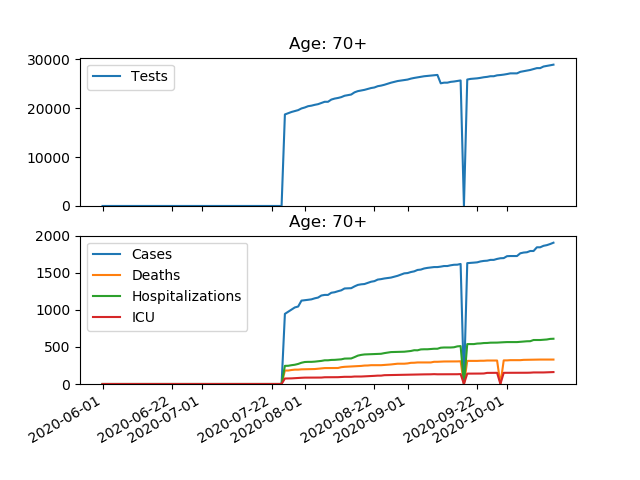 Age: 70+
30000
20000
10000
0
Tests
Age: 70+
2000
1500
1000
500
0
Cases
Deaths
Hospitalizations
ICU
2020-06-01
2020-06-22
2020-07-01
2020-07-22
2020-08-01
2020-08-22
2020-09-01
2020-09-22
2020-10-01